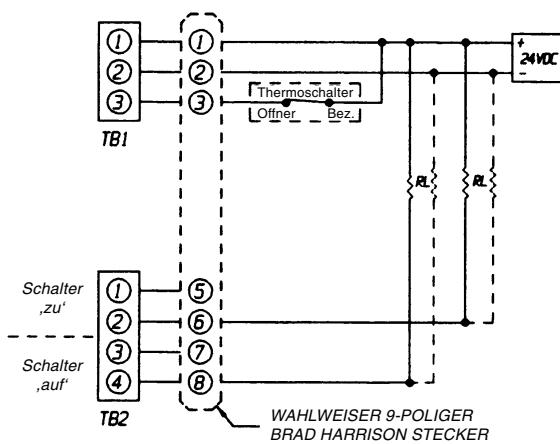 1 1
2 2
3 3
+
24VDC
-
Thermoschalter
Offner Bez.
TB1
RL RL
Schalter
‚zu‘
Schalter
‚auf‘
1 5
2 6
3 7
4 8
TB2
WAHLWEISER 9-POLIGER
BRAD HARRISON STECKER